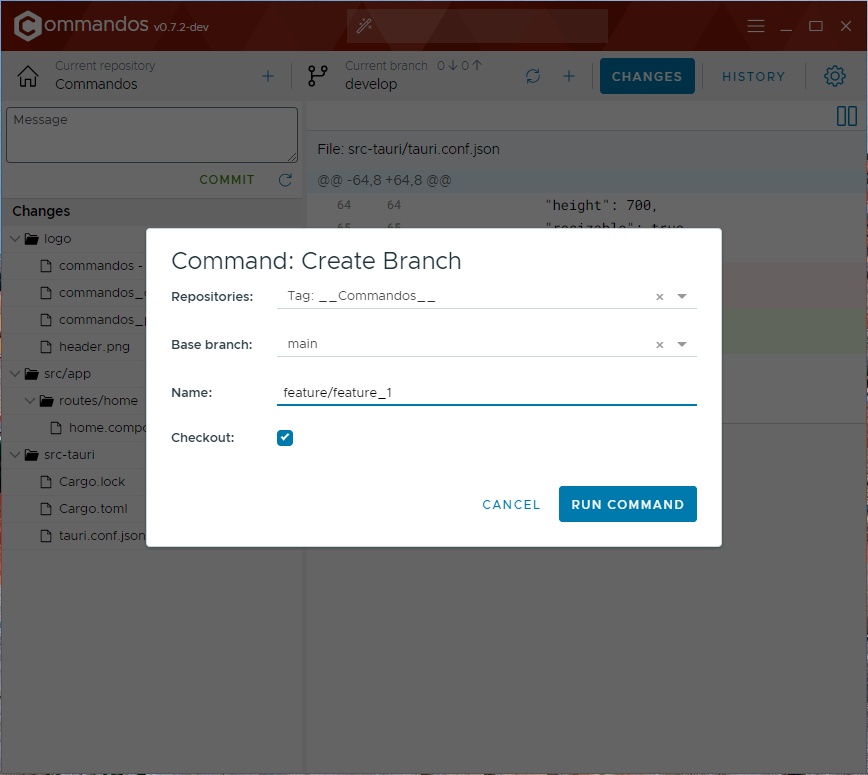 Commandos v0.7.2-dev
Current repository
Commandos
Current branch 0 ↓ 0 ↑
develop
CHANGES
HISTORY
Message
COMMIT
Changes
logo
commandos -
commandos_
commandos_
header.png
src/app
routes/home
home.compo
src-tauri
Cargo.lock
Cargo.toml
tauri.conf.json
File: src-tauri/tauri.conf.json
@@ -64,8 +64,8 @@
64 64 "height": 700,
65 65 "resizable": true
Command: Create Branch
Repositories: Tag: __Commandos__ ×
Base branch: main ×
Name: feature/feature_1
Checkout:
CANCEL RUN COMMAND